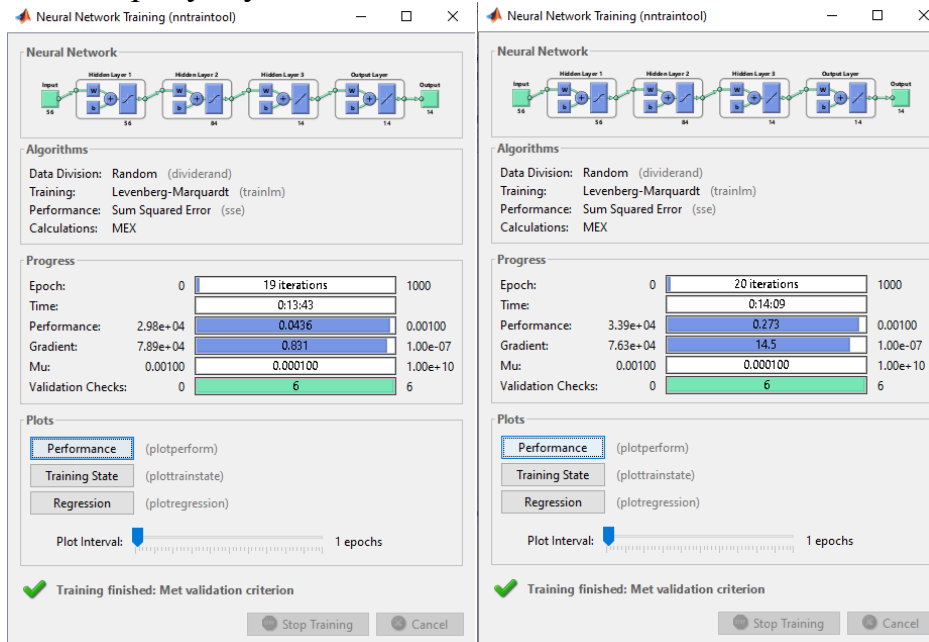 Neural Network Training (nntraintool)
Neural Network
Input
Hidden Layer 1
Hidden Layer 2
Hidden Layer 3
Output Layer
Output
W
b
+
W
b
+
W
b
+
W
b
+
56
56
84
14
14
14
Algorithms
Data Division: Random (dividerand)
Training: Levenberg-Marquardt (trainlm)
Performance: Sum Squared Error (sse)
Calculations: MEX
Progress
Epoch: 0 19 iterations 1000
Time: 0:13:43
Performance: 2.98e+04 0.0436 0.00100
Gradient: 7.89e+04 0.831 1.00e-07
Mu: 0.00100 0.000100 1.00e+10
Validation Checks: 0 6 6
Plots
Performance (plotperform)
Training State (plottrainstate)
Regression (plotregression)
Plot Interval: 1 epochs
Training finished: Met validation criterion
Stop Training Cancel
Neural Network Training (nntraintool)
Neural Network
Input
Hidden Layer 1
Hidden Layer 2
Hidden Layer 3
Output Layer
Output
W
b
+
W
b
+
W
b
+
W
b
+
56
56
84
14
14
14
Algorithms
Data Division: Random (dividerand)
Training: Levenberg-Marquardt (trainlm)
Performance: Sum Squared Error (sse)
Calculations: MEX
Progress
Epoch: 0 20 iterations 1000
Time: 0:14:09
Performance: 3.39e+04 0.273 0.00100
Gradient: 7.63e+04 14.5 1.00e-07
Mu: 0.00100 0.000100 1.00e+10
Validation Checks: 0 6 6
Plots
Performance (plotperform)
Training State (plottrainstate)
Regression (plotregression)
Plot Interval: 1 epochs
Training finished: Met validation criterion
Stop Training Cancel